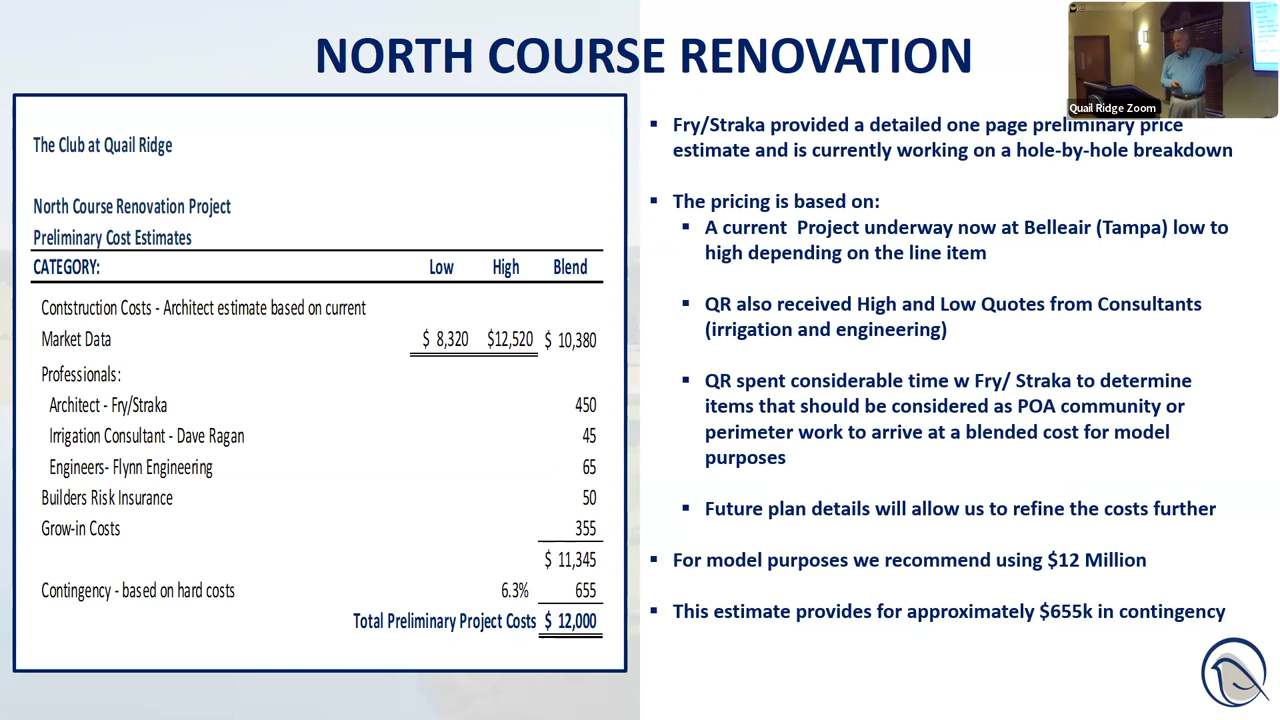 NORTH COURSE RENOVATION
Quail Ridge Zoom
The Club at Quail Ridge
North Course Renovation Project
Preliminary Cost Estimates
CATEGORY: Low High Blend
Contstruction Costs - Architect estimate based on current
Market Data $ 8,320 $12,520 $ 10,380
Professionals:
Architect - Fry/Straka 450
Irrigation Consultant - Dave Ragan 45
Engineers- Flynn Engineering 65
Builders Risk Insurance 50
Grow-in Costs 355
$ 11,345
Contingency - based on hard costs 6.3% 655
Total Preliminary Project Costs $ 12,000
▪ Fry/Straka provided a detailed one page preliminary price
estimate and is currently working on a hole-by-hole breakdown
▪ The pricing is based on:
▪ A current Project underway now at Belleair (Tampa) low to
high depending on the line item
▪ QR also received High and Low Quotes from Consultants
(irrigation and engineering)
▪ QR spent considerable time w Fry/ Straka to determine
items that should be considered as POA community or
perimeter work to arrive at a blended cost for model
purposes
▪ Future plan details will allow us to refine the costs further
▪ For model purposes we recommend using $12 Million
▪ This estimate provides for approximately $655k in contingency